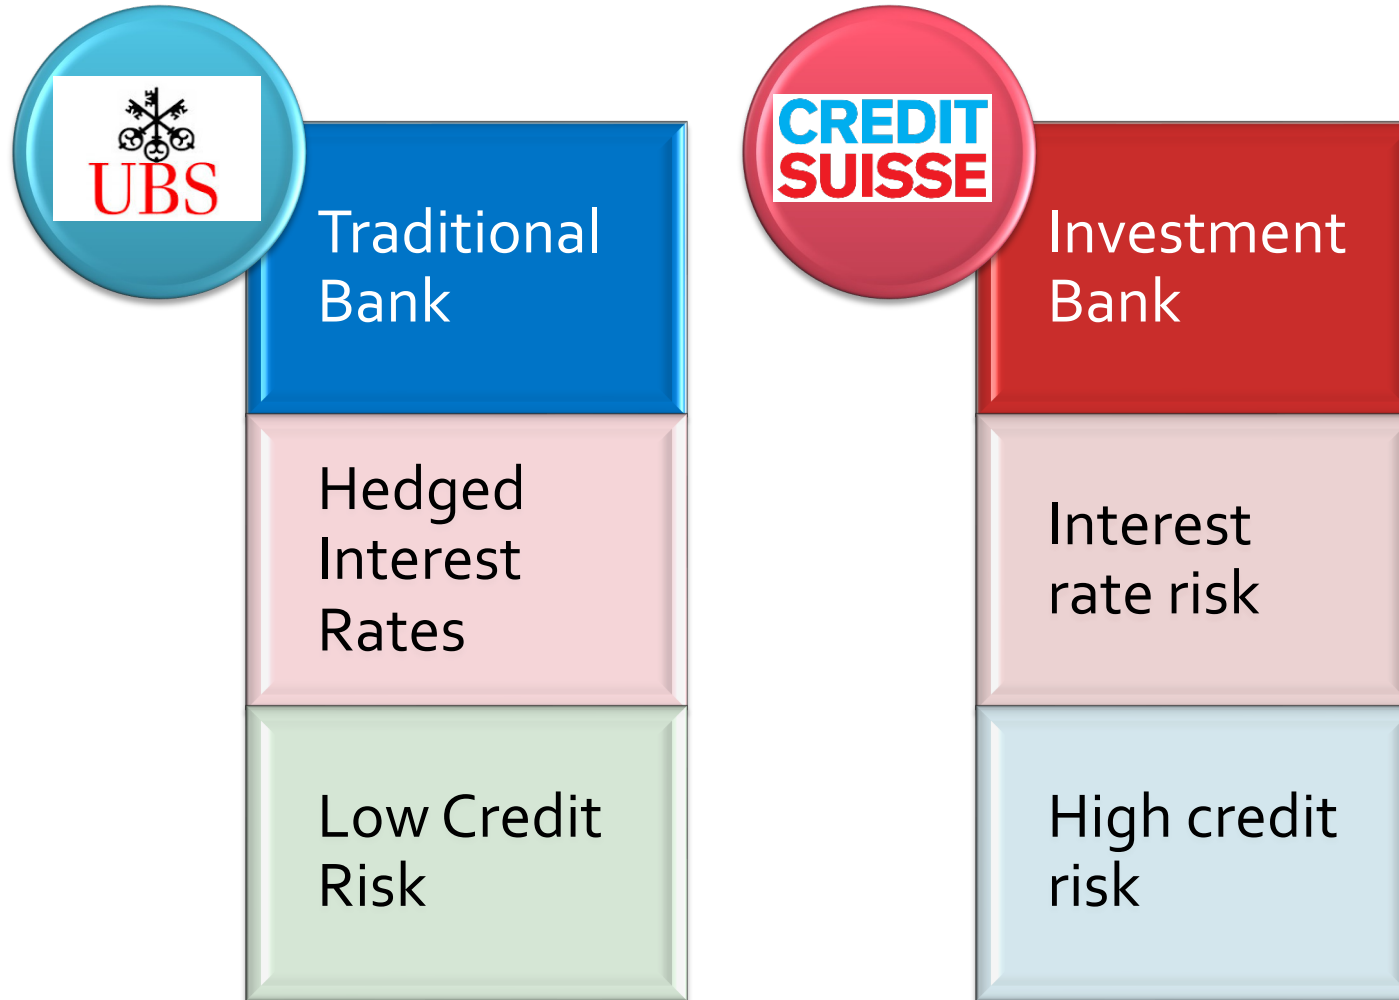 UBS
Traditional
Bank
Hedged
Interest
Rates
Low Credit
Risk
CREDIT
SUISSE
Investment
Bank
Interest
rate risk
High credit
risk